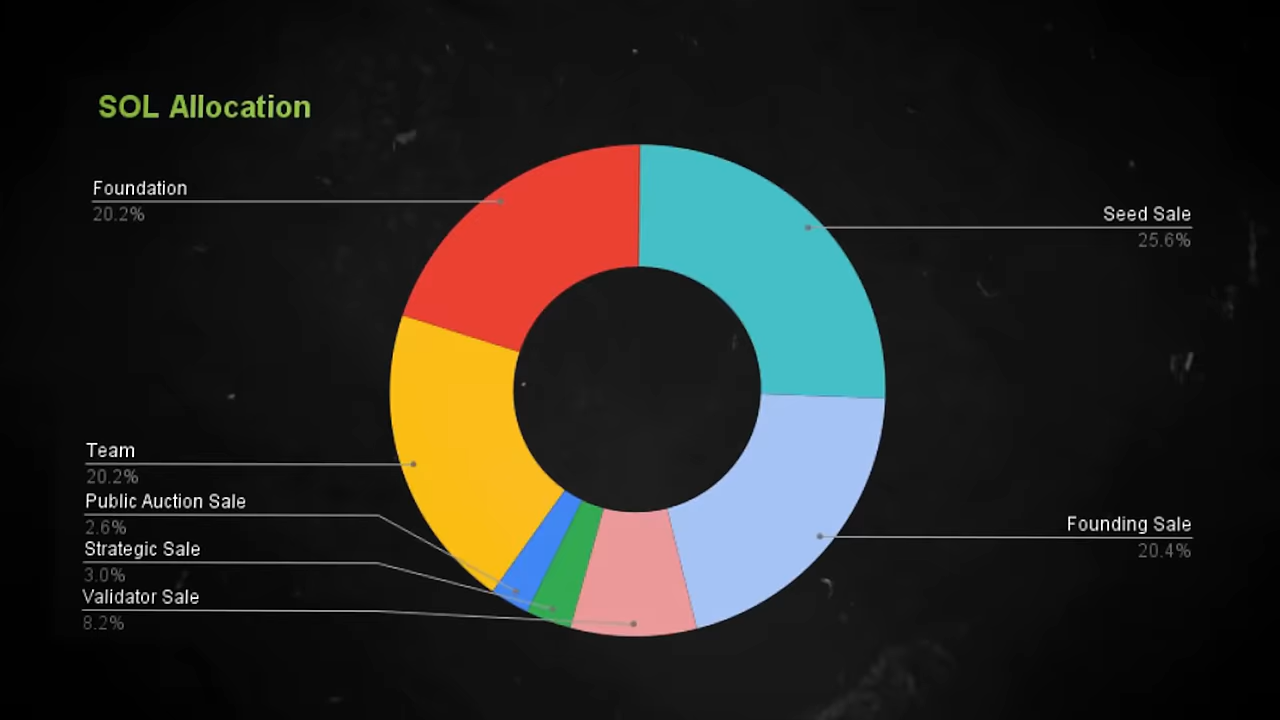 SOL Allocation
Foundation
20.2%
Seed Sale
25.6%
Team
20.2%
Public Auction Sale
2.6%
Strategic Sale
3.0%
Validator Sale
8.2%
Founding Sale
20.4%